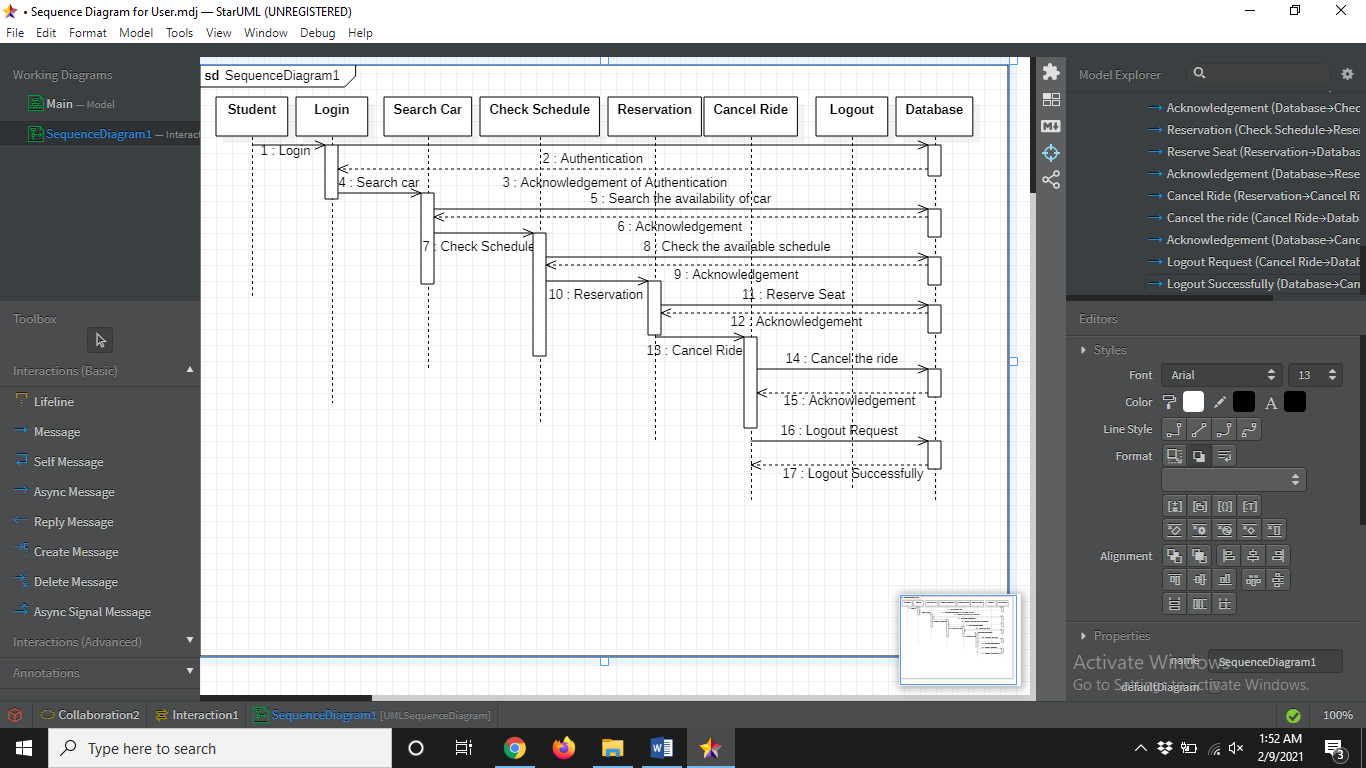 • Sequence Diagram for User.mdj — StarUML (UNREGISTERED)
File Edit Format Model Tools View Window Debug Help
Working Diagrams
Main — Model
SequenceDiagram1 — Interact
Toolbox
Interactions (Basic)
Lifeline
Message
Self Message
Async Message
Reply Message
Create Message
Delete Message
Async Signal Message
Interactions (Advanced)
Annotations
sd SequenceDiagram1
Student Login Search Car Check Schedule Reservation Cancel Ride Logout Database
1 : Login
2 : Authentication
3 : Acknowledgement of Authentication
4 : Search car
5 : Search the availability of car
6 : Acknowledgement
7 : Check Schedule
8 : Check the available schedule
9 : Acknowledgement
10 : Reservation
11 : Reserve Seat
12 : Acknowledgement
13 : Cancel Ride
14 : Cancel the ride
15 : Acknowledgement
16 : Logout Request
17 : Logout Successfully
Model Explorer
Acknowledgement (Database→Chec
Reservation (Check Schedule→Reser
Reserve Seat (Reservation→Databas
Acknowledgement (Database→Rese
Cancel Ride (Reservation→Cancel Ri
Cancel the ride (Cancel Ride→Datab
Acknowledgement (Database→Canc
Logout Request (Cancel Ride→Datab
Logout Successfully (Database→Can
Editors
Styles
Font Arial 13
Color A
Line Style
Format
Alignment
Properties
name SequenceDiagram1
defaultDiagram
Activate Windows
Go to Settings to activate Windows.
Collaboration2 Interaction1 SequenceDiagram1 [UMLSequenceDiagram] 100%
Type here to search
1:52 AM
2/9/2021
3